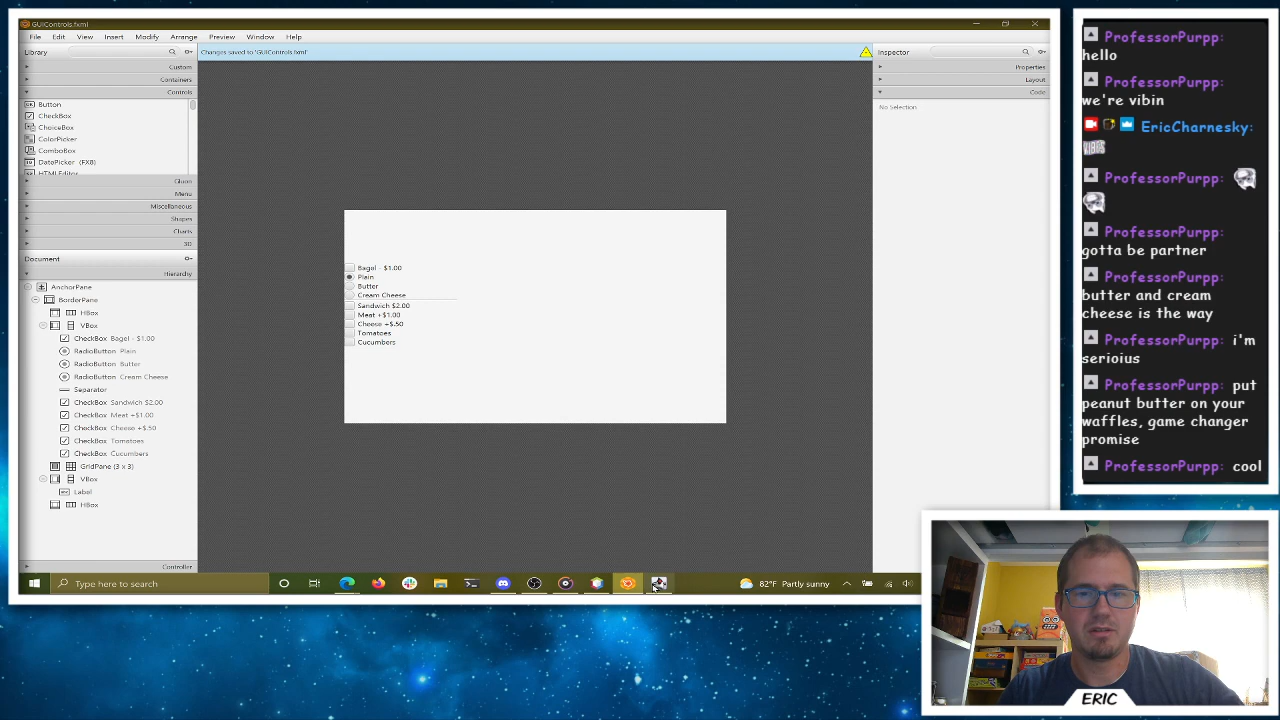 GUIControls.fxml
File Edit View Insert Modify Arrange Preview Window Help
Library
Changes saved to 'GUIControls.fxml'
Inspector
Custom
Containers
Controls
Button
CheckBox
ChoiceBox
ColorPicker
ComboBox
DatePicker (FX8)
HTMLEditor
Gluon
Menu
Miscellaneous
Shapes
Charts
3D
Document
Hierarchy
AnchorPane
BorderPane
HBox
VBox
CheckBox Bagel - $1.00
RadioButton Plain
RadioButton Butter
RadioButton Cream Cheese
Separator
CheckBox Sandwich $2.00
CheckBox Meat +$1.00
CheckBox Cheese +$.50
CheckBox Tomatoes
CheckBox Cucumbers
GridPane (3 x 3)
VBox
Label
HBox
Controller
Bagel - $1.00
Plain
Butter
Cream Cheese
Sandwich $2.00
Meat +$1.00
Cheese +$.50
Tomatoes
Cucumbers
Properties
Layout
Code
No Selection
Type here to search
82°F Partly sunny
ProfessorPurpp:
hello
ProfessorPurpp:
we're vibin
EricCharnesky:
VIBES
ProfessorPurpp:
ProfessorPurpp:
gotta be partner
ProfessorPurpp:
butter and cream
cheese is the way
ProfessorPurpp: i'm
serioius
ProfessorPurpp: put
peanut butter on your
waffles, game changer
promise
ProfessorPurpp: cool
ERIC